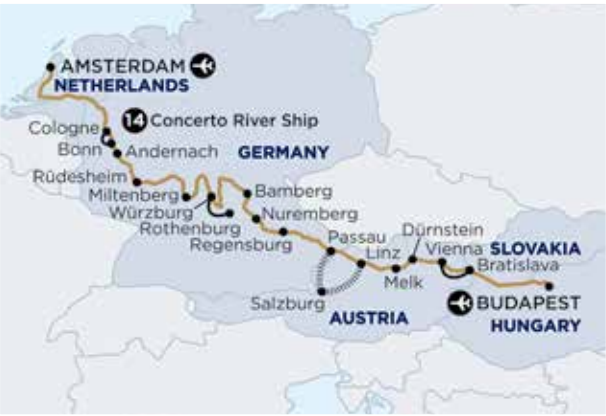 AMSTERDAM
NETHERLANDS
Cologne
14 Concerto River Ship
Bonn
Andernach
GERMANY
Rüdesheim
Miltenberg
Bamberg
Würzburg
Nuremberg
Rothenburg
Regensburg
Passau
Dürnstein
Linz
Vienna
SLOVAKIA
Melk
Bratislava
Salzburg
AUSTRIA
BUDAPEST
HUNGARY